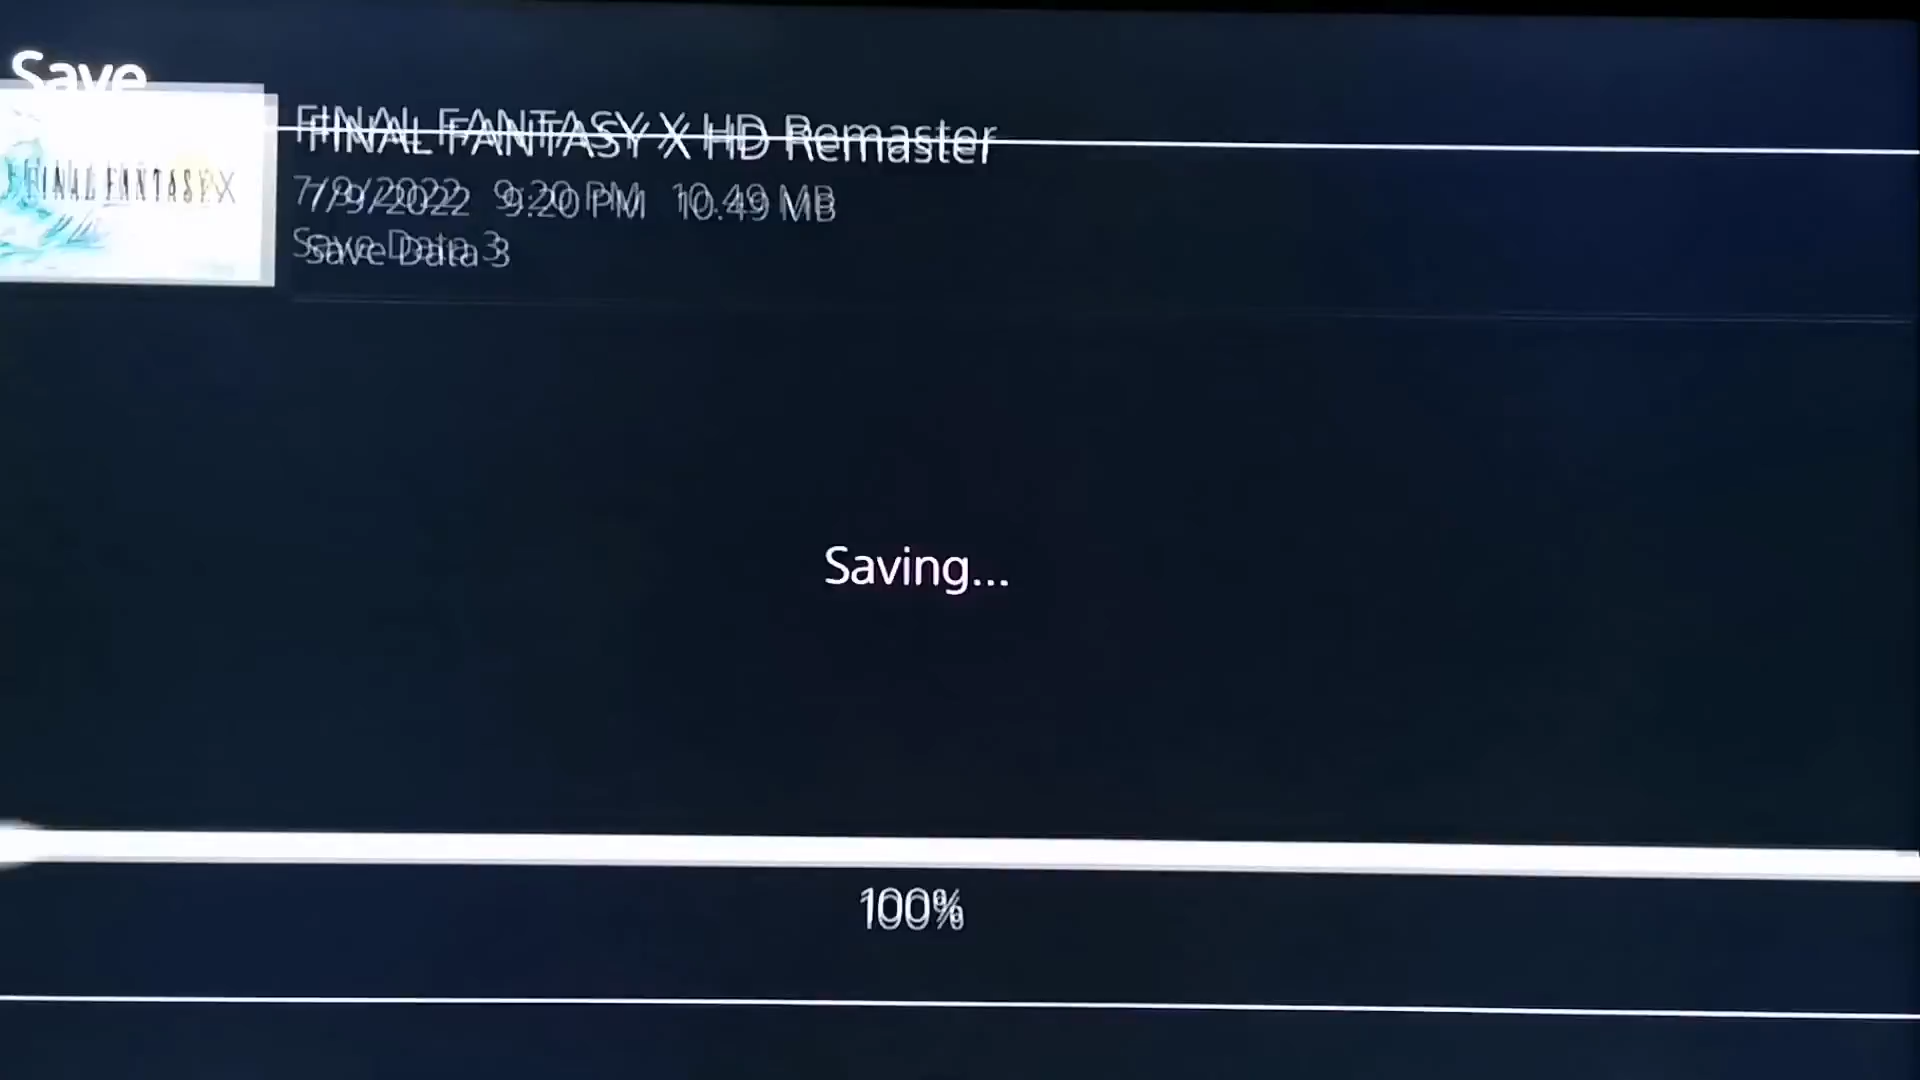 Save
FINAL FANTASY X HD Remaster
FINAL FANTASY X
7/9/2022 9:20 PM 10.49 MB
Save Data 3
Saving...
100%